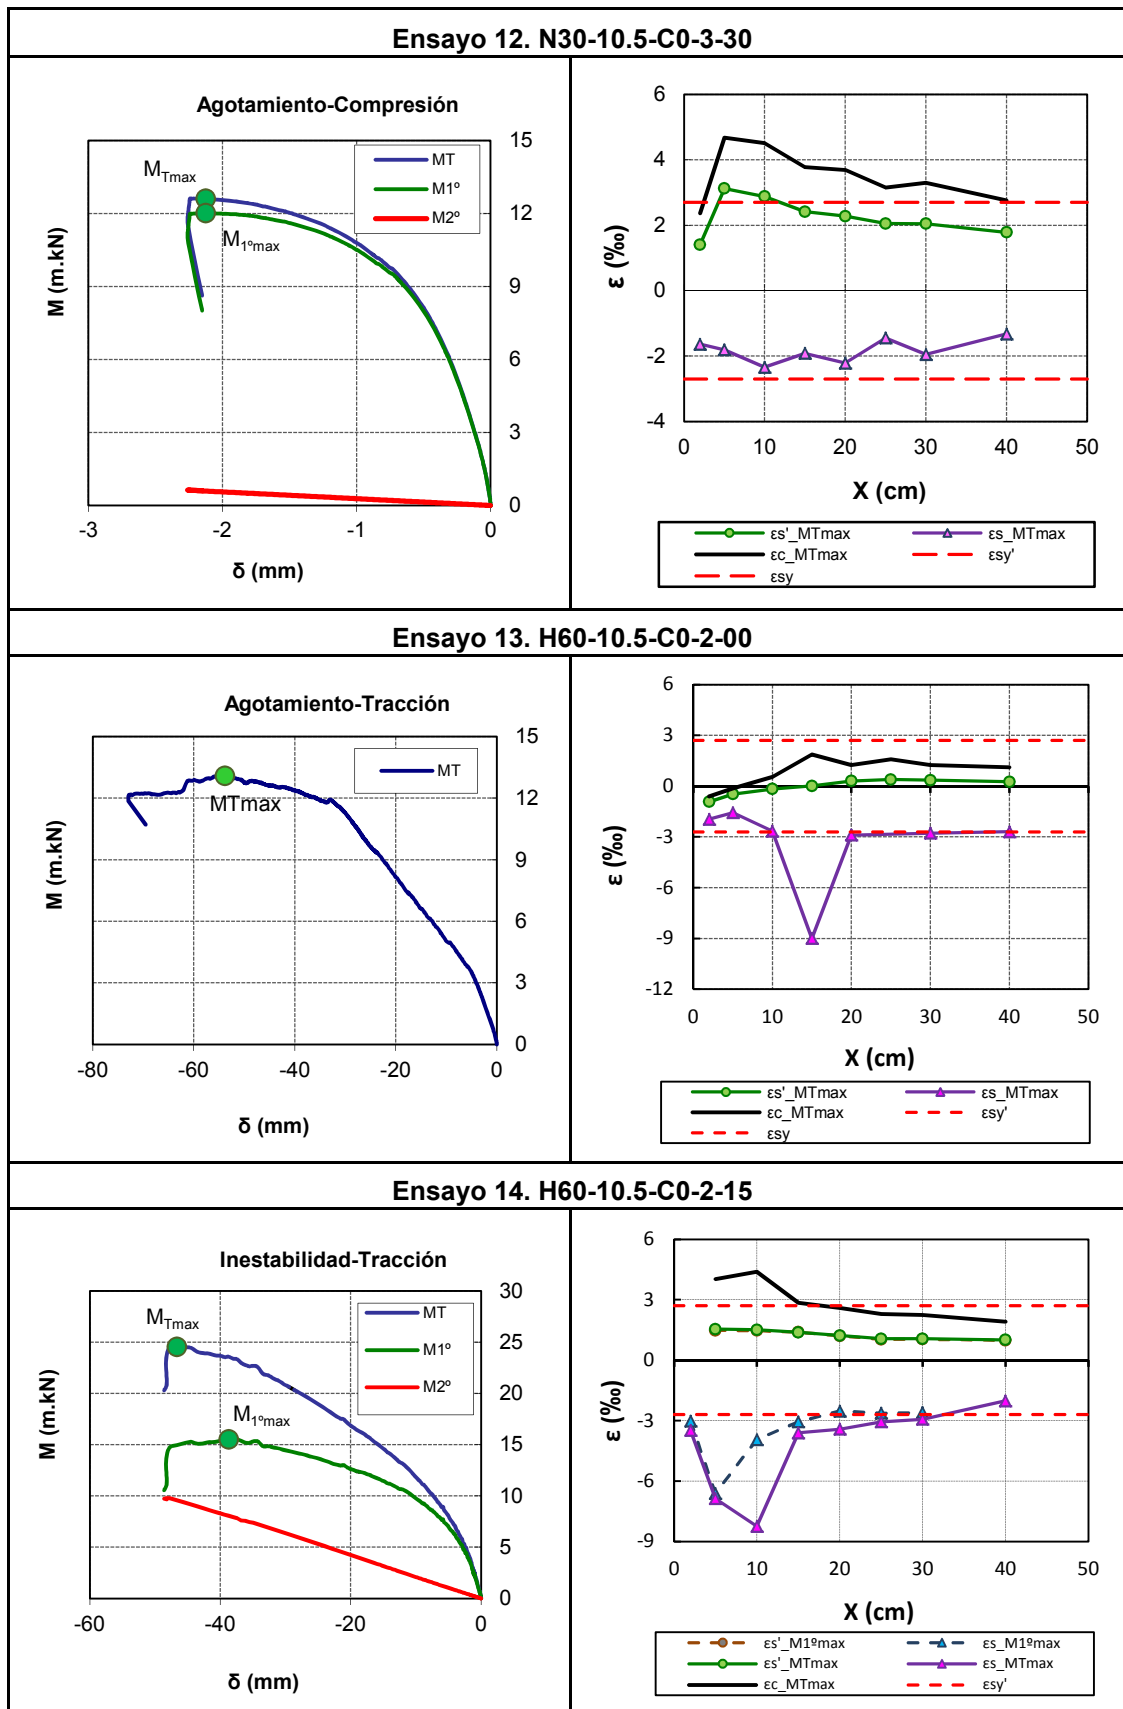 Ensayo 12. N30-10.5-C0-3-30
Agotamiento-Compresión
15
12
9
6
3
0
-3
-2
-1
0
M (m.kN)
δ (mm)
MT
M1º
M2º
MTmax
M1ºmax
6
4
2
0
-2
-4
0
10
20
30
40
50
ε (‰)
X (cm)
εs'_MTmax
εs_MTmax
εc_MTmax
εsy'
εsy
Ensayo 13. H60-10.5-C0-2-00
Agotamiento-Tracción
15
12
9
6
3
0
-80
-60
-40
-20
0
M (m.kN)
δ (mm)
MT
MTmax
6
3
0
-3
-6
-9
-12
0
10
20
30
40
50
ε (‰)
X (cm)
εs'_MTmax
εs_MTmax
εc_MTmax
εsy'
εsy
Ensayo 14. H60-10.5-C0-2-15
Inestabilidad-Tracción
30
25
20
15
10
5
0
-60
-40
-20
0
M (m.kN)
δ (mm)
MT
M1º
M2º
MTmax
M1ºmax
6
3
0
-3
-6
-9
0
10
20
30
40
50
ε (‰)
X (cm)
εs'_M1ºmax
εs_M1ºmax
εs'_MTmax
εs_MTmax
εc_MTmax
εsy'